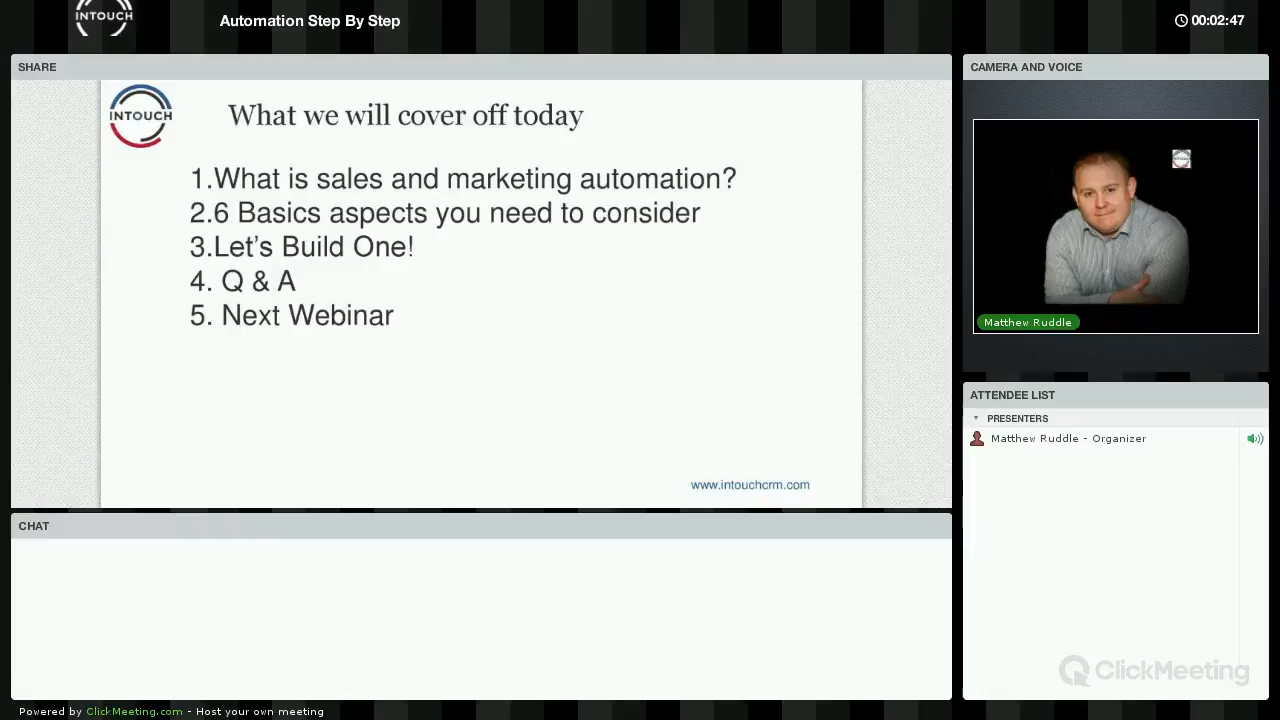 INTOUCH
Automation Step By Step
00:02:47
SHARE
INTOUCH
What we will cover off today
1.What is sales and marketing automation?
2.6 Basics aspects you need to consider
3.Let's Build One!
4. Q & A
5. Next Webinar
www.intouchcrm.com
CAMERA AND VOICE
Matthew Ruddle
ATTENDEE LIST
PRESENTERS
Matthew Ruddle - Organizer
CHAT
ClickMeeting
Powered by ClickMeeting.com - Host your own meeting